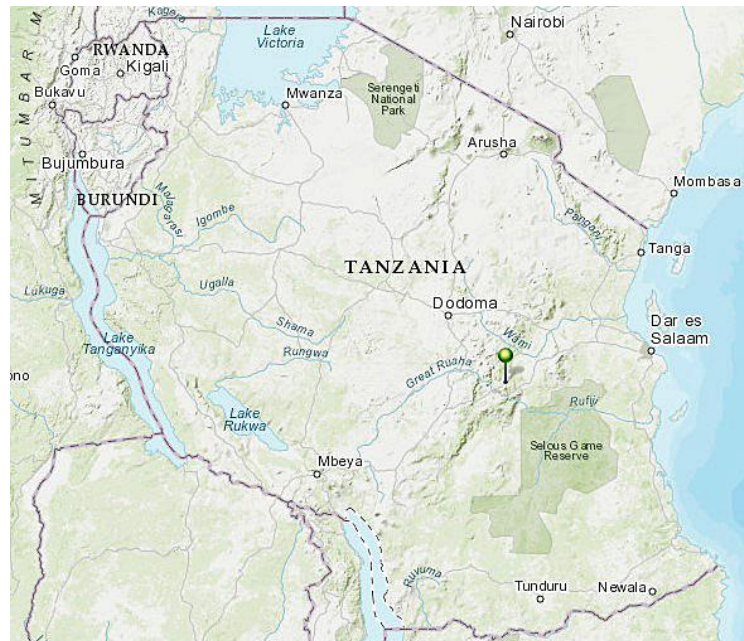 Kagera
Lake
Victoria
Nairobi
RWANDA
Goma
Kigali
Bukavu
MITUMBAR M
Mwanza
Serengeti
National
Park
Arusha
Bujumbura
Mombasa
BURUNDI
Malagarasi
Igombe
Pangani
Tanga
TANZANIA
Ugalla
Lukuga
Dodoma
Shama
Rungwa
Wami
Dar es
Salaam
Lake
Tanganyika
ono
Great Ruaha
Lake
Rukwa
Rufiji
Selous Game
Reserve
Mbeya
Ruvuma
Tunduru
Newala